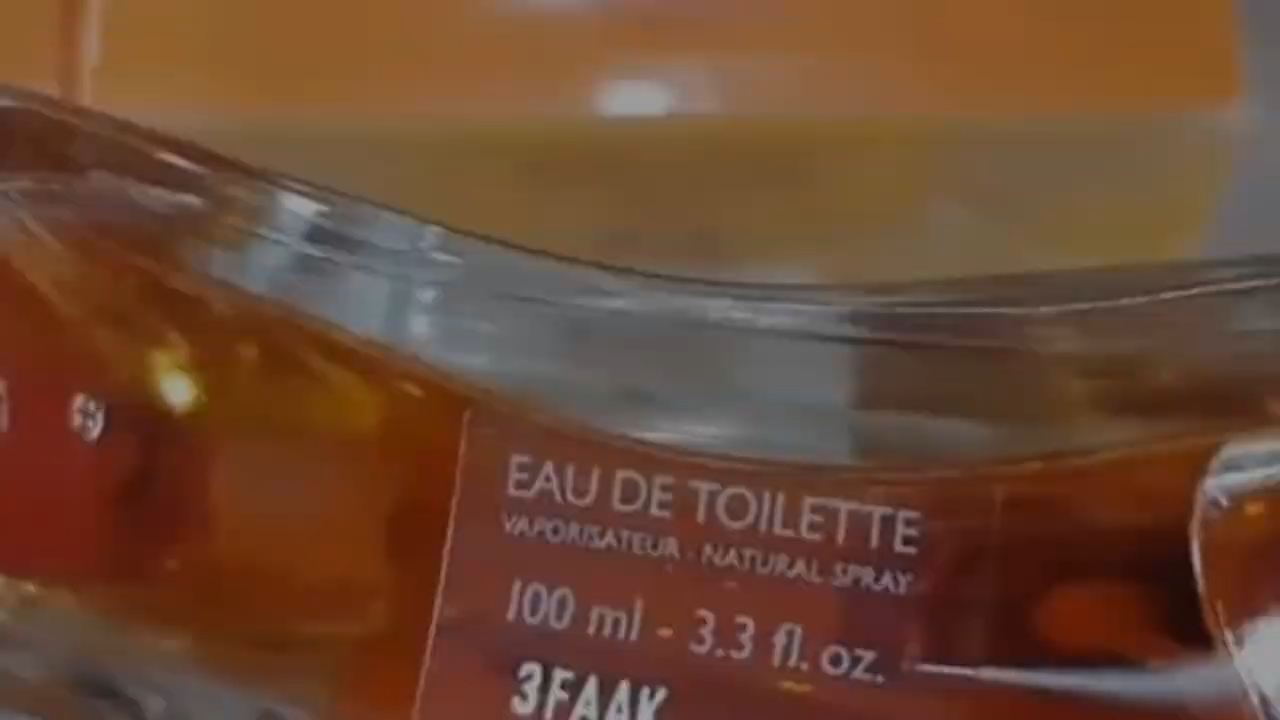 EAU DE TOILETTE
VAPORISATEUR - NATURAL SPRAY
100 ml - 3.3 fl. oz.
3FAAK